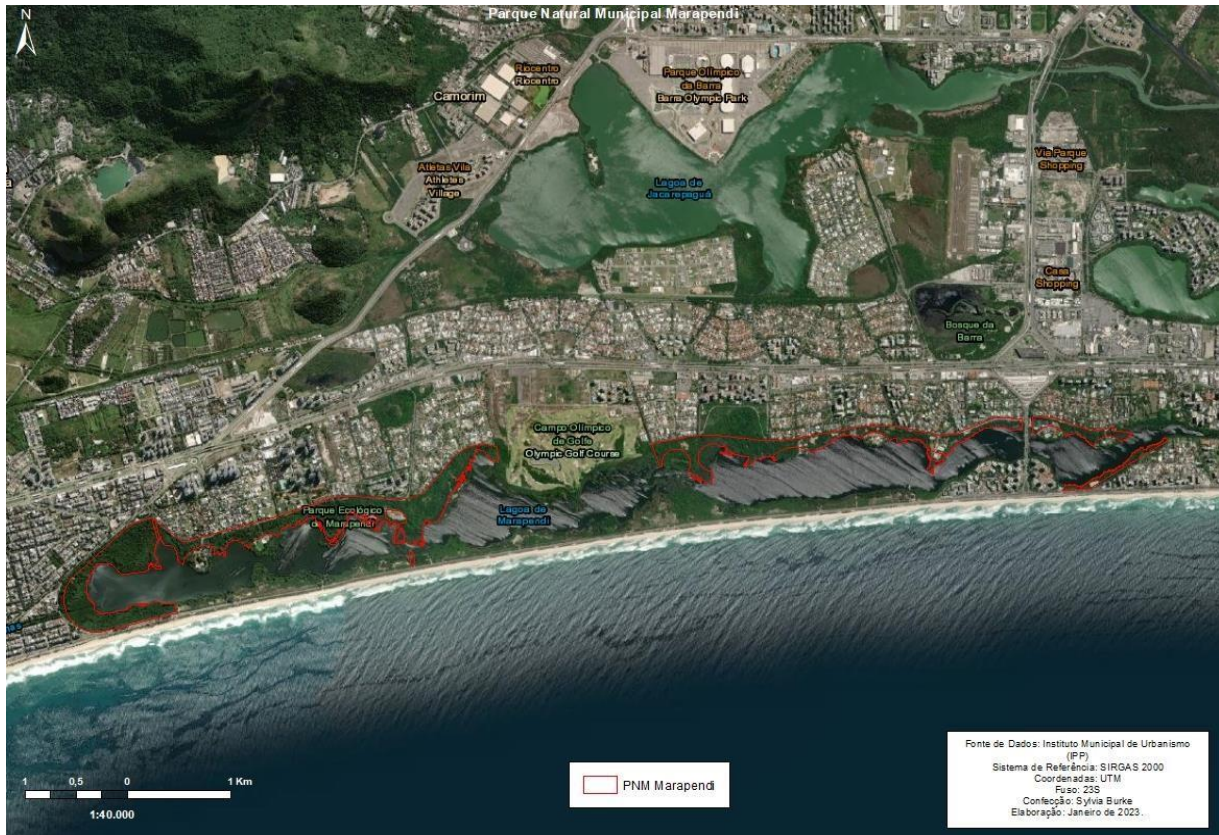 Parque Natural Municipal Marapendi
N
Riocentro
Riocentro
Parque Olímpico
da Barra
Barra Olympic Park
Camorim
Via Parque
Shopping
Atletas Vila
Athletes
Village
Lagoa de
Jacarepaguá
Casa
Shopping
Bosque da
Barra
Campo Olímpico
de Golfe
Olympic Golf Course
Parque Ecológico
de Marapendi
Lagoa de
Marapendi
1 0,5 0 1 Km
1:40.000
PNM Marapendi
Fonte de Dados: Instituto Municipal de Urbanismo
(IPP)
Sistema de Referência: SIRGAS 2000
Coordenadas: UTM
Fuso: 23S
Confecção: Sylvia Burke
Elaboração: Janeiro de 2023.